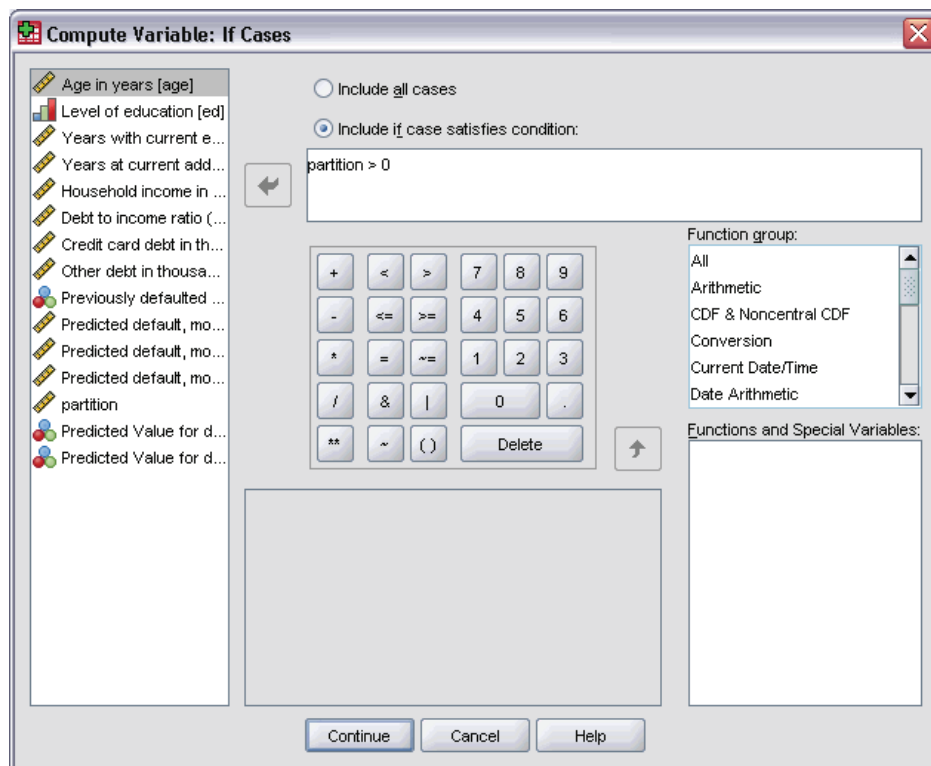 Compute Variable: If Cases
Age in years [age]
Level of education [ed]
Years with current e...
Years at current add...
Household income in ...
Debt to income ratio (...
Credit card debt in th...
Other debt in thousa...
Previously defaulted ...
Predicted default, mo...
Predicted default, mo...
Predicted default, mo...
partition
Predicted Value for d...
Predicted Value for d...
Include all cases
Include if case satisfies condition:
partition > 0
+ < > 7 8 9
- <= >= 4 5 6
* = ~= 1 2 3
/ & | 0 .
** ~ ( ) Delete
Function group:
All
Arithmetic
CDF & Noncentral CDF
Conversion
Current Date/Time
Date Arithmetic
Functions and Special Variables:
Continue Cancel Help